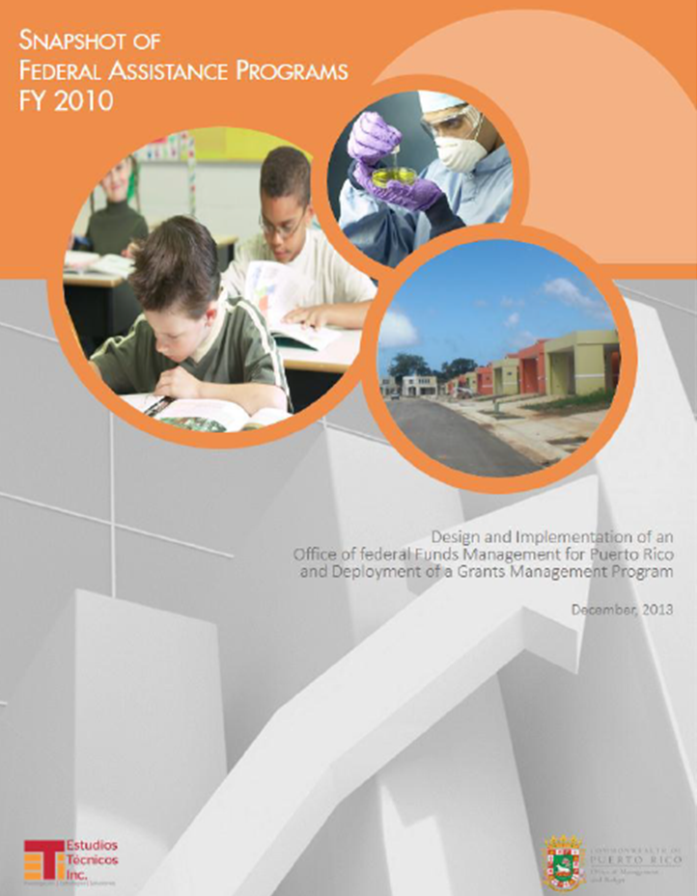 SNAPSHOT OF
FEDERAL ASSISTANCE PROGRAMS
FY 2010
Design and Implementation of an
Office of federal Funds Management for Puerto Rico
and Deployment of a Grants Management Program
December, 2013
Estudios
Técnicos
Inc.
COMMONWEALTH OF
PUERTO RICO
Office of Management
and Budget